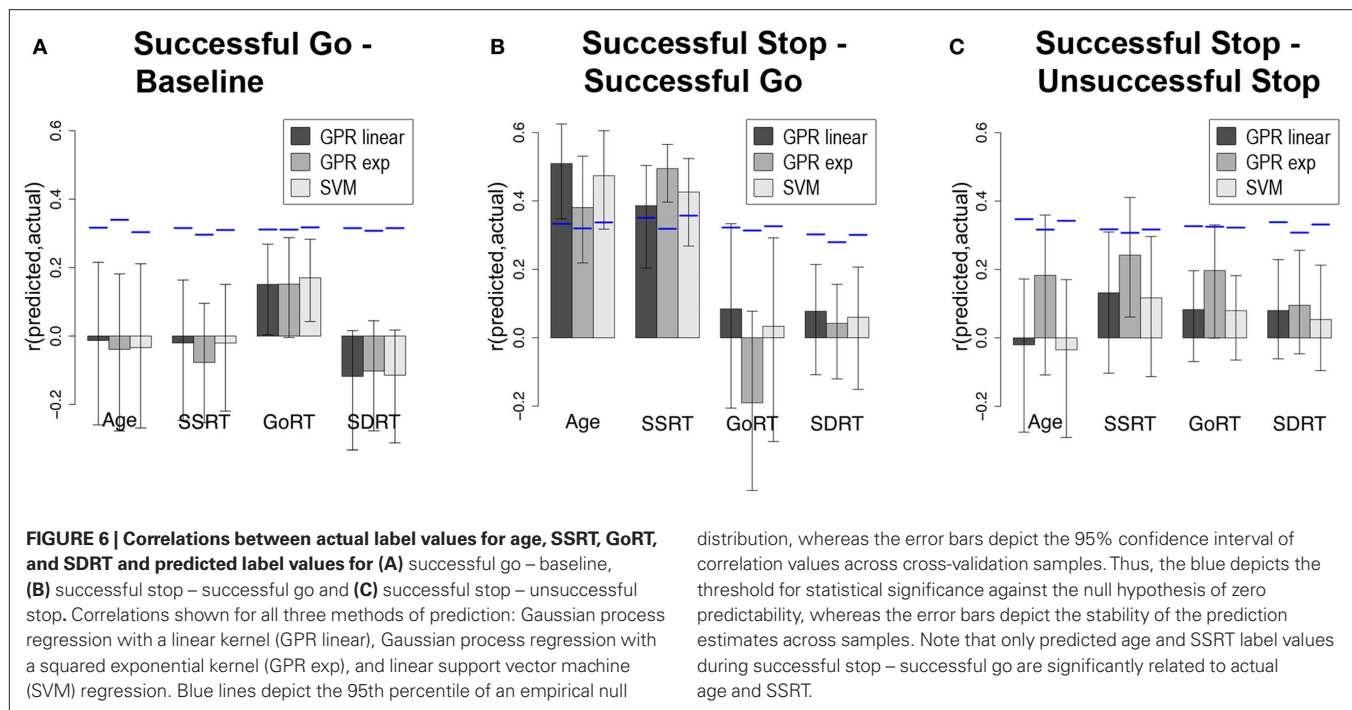 A
Successful Go -
Baseline
0.6
0.4
0.2
0.0
−0.2
r(predicted,actual)
GPR linear
GPR exp
SVM
Age
SSRT
GoRT
SDRT
B
Successful Stop -
Successful Go
0.6
0.4
0.2
0.0
−0.2
r(predicted,actual)
GPR linear
GPR exp
SVM
Age
SSRT
GoRT
SDRT
C
Successful Stop -
Unsuccessful Stop
0.6
0.4
0.2
0.0
−0.2
r(predicted,actual)
GPR linear
GPR exp
SVM
Age
SSRT
GoRT
SDRT
FIGURE 6 | Correlations between actual label values for age, SSRT, GoRT,
and SDRT and predicted label values for (A) successful go – baseline,
(B) successful stop – successful go and (C) successful stop – unsuccessful
stop. Correlations shown for all three methods of prediction: Gaussian process
regression with a linear kernel (GPR linear), Gaussian process regression with
a squared exponential kernel (GPR exp), and linear support vector machine
(SVM) regression. Blue lines depict the 95th percentile of an empirical null
distribution, whereas the error bars depict the 95% confidence interval of
correlation values across cross-validation samples. Thus, the blue depicts the
threshold for statistical significance against the null hypothesis of zero
predictability, whereas the error bars depict the stability of the prediction
estimates across samples. Note that only predicted age and SSRT label values
during successful stop – successful go are significantly related to actual
age and SSRT.